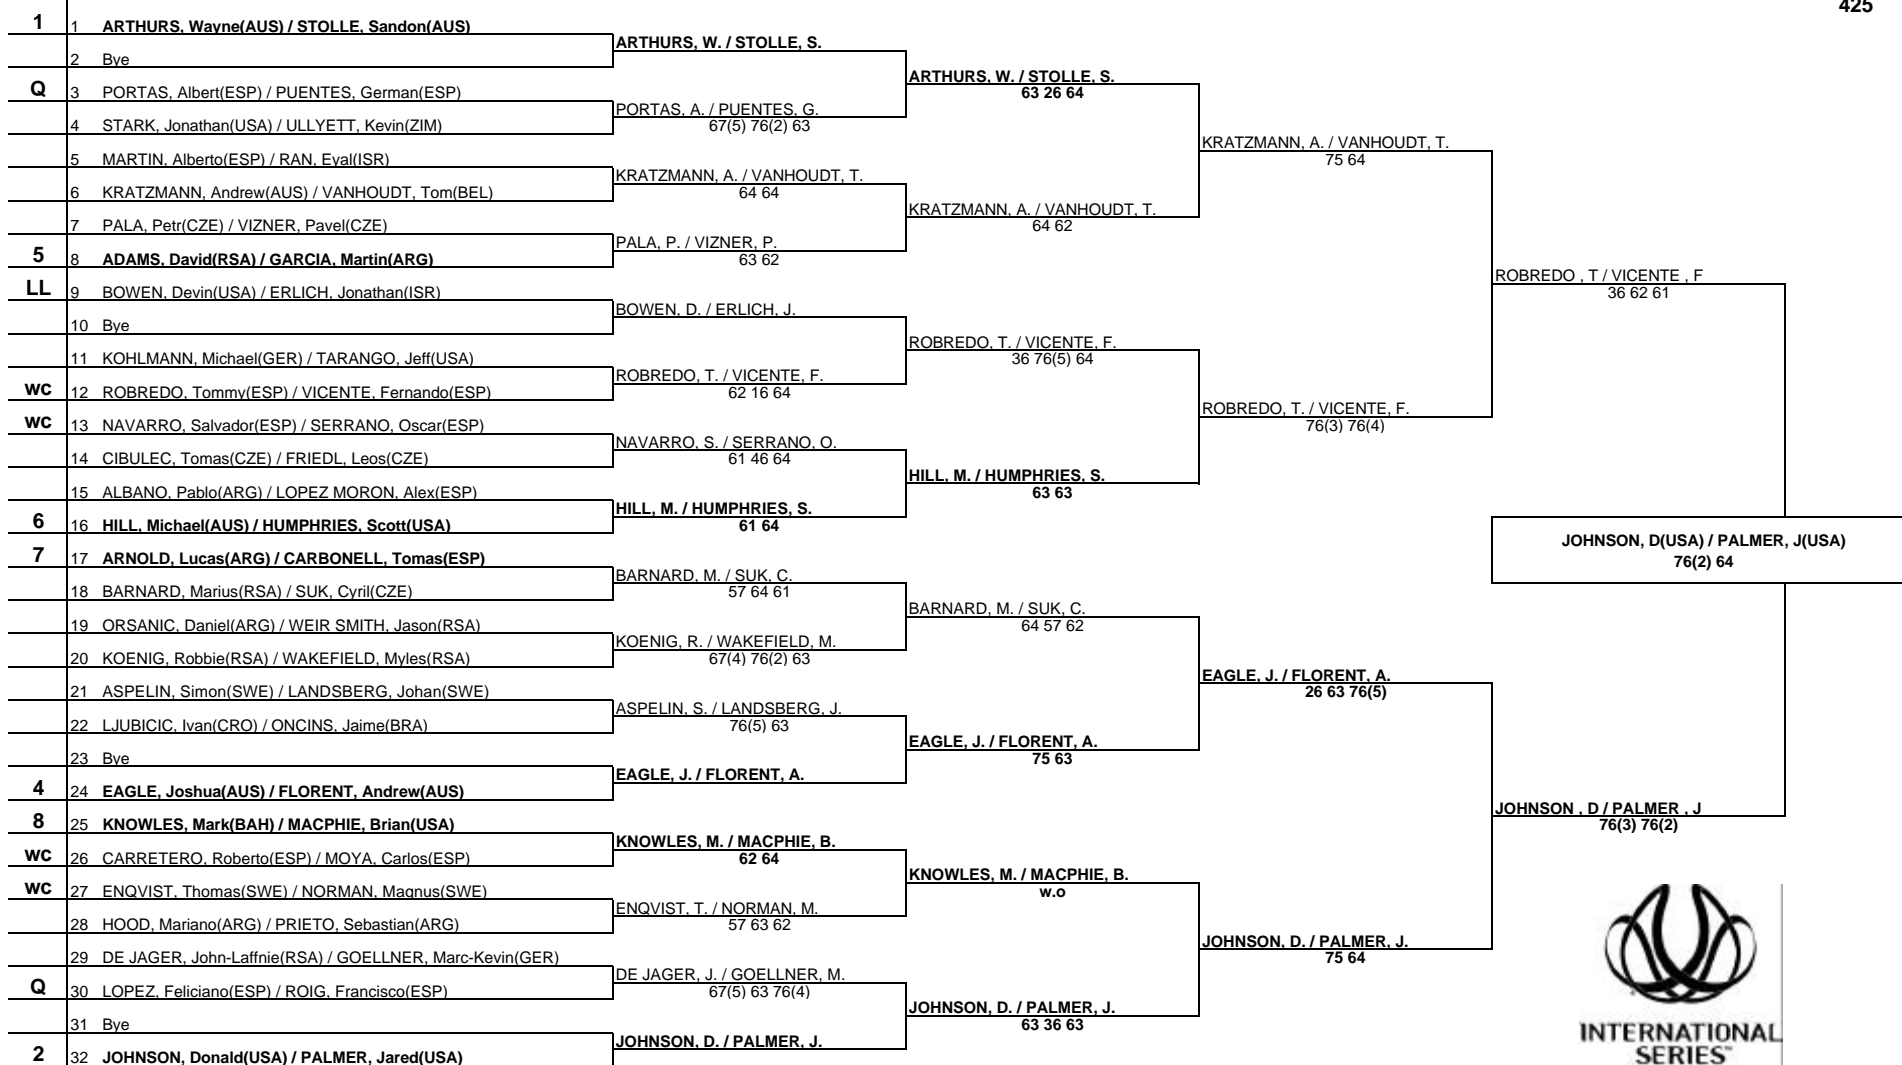 425
1 1 ARTHURS, Wayne(AUS) / STOLLE, Sandon(AUS)
2 Bye
Q 3 PORTAS, Albert(ESP) / PUENTES, German(ESP)
4 STARK, Jonathan(USA) / ULLYETT, Kevin(ZIM)
5 MARTIN, Alberto(ESP) / RAN, Eyal(ISR)
6 KRATZMANN, Andrew(AUS) / VANHOUDT, Tom(BEL)
7 PALA, Petr(CZE) / VIZNER, Pavel(CZE)
5 8 ADAMS, David(RSA) / GARCIA, Martin(ARG)
LL 9 BOWEN, Devin(USA) / ERLICH, Jonathan(ISR)
10 Bye
11 KOHLMANN, Michael(GER) / TARANGO, Jeff(USA)
wc 12 ROBREDO, Tommy(ESP) / VICENTE, Fernando(ESP)
wc 13 NAVARRO, Salvador(ESP) / SERRANO, Oscar(ESP)
14 CIBULEC, Tomas(CZE) / FRIEDL, Leos(CZE)
15 ALBANO, Pablo(ARG) / LOPEZ MORON, Alex(ESP)
6 16 HILL, Michael(AUS) / HUMPHRIES, Scott(USA)
7 17 ARNOLD, Lucas(ARG) / CARBONELL, Tomas(ESP)
18 BARNARD, Marius(RSA) / SUK, Cyril(CZE)
19 ORSANIC, Daniel(ARG) / WEIR SMITH, Jason(RSA)
20 KOENIG, Robbie(RSA) / WAKEFIELD, Myles(RSA)
21 ASPELIN, Simon(SWE) / LANDSBERG, Johan(SWE)
22 LJUBICIC, Ivan(CRO) / ONCINS, Jaime(BRA)
23 Bye
4 24 EAGLE, Joshua(AUS) / FLORENT, Andrew(AUS)
8 25 KNOWLES, Mark(BAH) / MACPHIE, Brian(USA)
wc 26 CARRETERO, Roberto(ESP) / MOYA, Carlos(ESP)
wc 27 ENQVIST, Thomas(SWE) / NORMAN, Magnus(SWE)
28 HOOD, Mariano(ARG) / PRIETO, Sebastian(ARG)
29 DE JAGER, John-Laffnie(RSA) / GOELLNER, Marc-Kevin(GER)
Q 30 LOPEZ, Feliciano(ESP) / ROIG, Francisco(ESP)
31 Bye
2 32 JOHNSON, Donald(USA) / PALMER, Jared(USA)
ARTHURS, W. / STOLLE, S.
PORTAS, A. / PUENTES, G.
67(5) 76(2) 63
KRATZMANN, A. / VANHOUDT, T.
64 64
PALA, P. / VIZNER, P.
63 62
BOWEN, D. / ERLICH, J.
ROBREDO, T. / VICENTE, F.
62 16 64
NAVARRO, S. / SERRANO, O.
61 46 64
HILL, M. / HUMPHRIES, S.
61 64
BARNARD, M. / SUK, C.
57 64 61
KOENIG, R. / WAKEFIELD, M.
67(4) 76(2) 63
ASPELIN, S. / LANDSBERG, J.
76(5) 63
EAGLE, J. / FLORENT, A.
KNOWLES, M. / MACPHIE, B.
62 64
ENQVIST, T. / NORMAN, M.
57 63 62
DE JAGER, J. / GOELLNER, M.
67(5) 63 76(4)
JOHNSON, D. / PALMER, J.
ARTHURS, W. / STOLLE, S.
63 26 64
KRATZMANN, A. / VANHOUDT, T.
64 62
ROBREDO, T. / VICENTE, F.
36 76(5) 64
HILL, M. / HUMPHRIES, S.
63 63
BARNARD, M. / SUK, C.
64 57 62
EAGLE, J. / FLORENT, A.
75 63
KNOWLES, M. / MACPHIE, B.
w.o
JOHNSON, D. / PALMER, J.
63 36 63
KRATZMANN, A. / VANHOUDT, T.
75 64
ROBREDO, T. / VICENTE, F.
76(3) 76(4)
EAGLE, J. / FLORENT, A.
26 63 76(5)
JOHNSON, D. / PALMER, J.
75 64
ROBREDO , T / VICENTE , F
36 62 61
JOHNSON , D / PALMER , J
76(3) 76(2)
JOHNSON, D(USA) / PALMER, J(USA)
76(2) 64
INTERNATIONAL
SERIES™